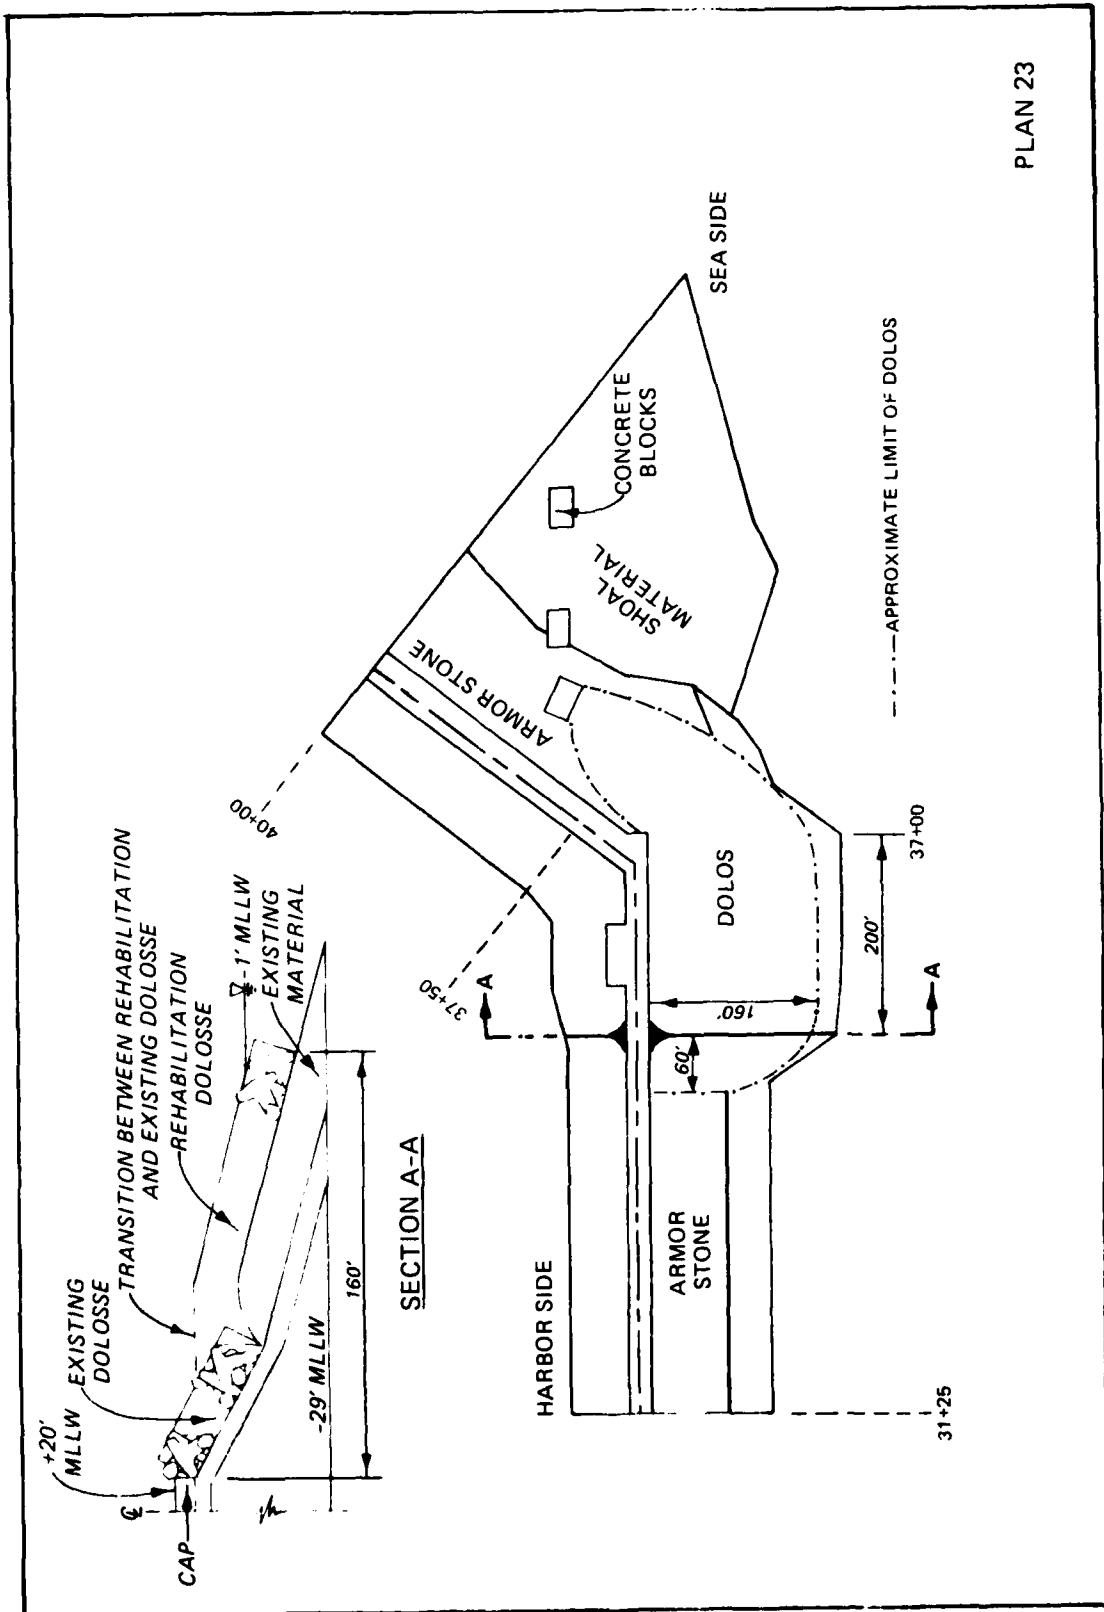 +20'
MLLW
EXISTING
DOLOSSE
TRANSITION BETWEEN REHABILITATION
AND EXISTING DOLOSSE
REHABILITATION
DOLOSSE
-1' MLLW
EXISTING
MATERIAL
℄
CAP
-29' MLLW
160'
SECTION A-A
40+00
37+50
A
HARBOR SIDE
ARMOR STONE
SHOAL
MATERIAL
CONCRETE
BLOCKS
SEA SIDE
ARMOR
STONE
60'
160'
DOLOS
200'
A
31+25
37+00
APPROXIMATE LIMIT OF DOLOS
PLAN 23